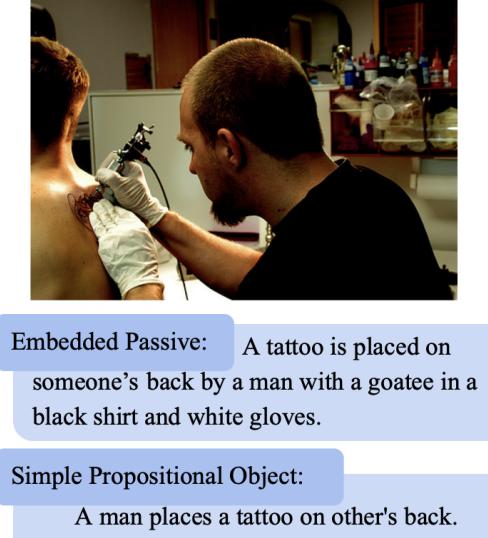 Embedded Passive: A tattoo is placed on
someone’s back by a man with a goatee in a
black shirt and white gloves.
Simple Propositional Object:
A man places a tattoo on other's back.